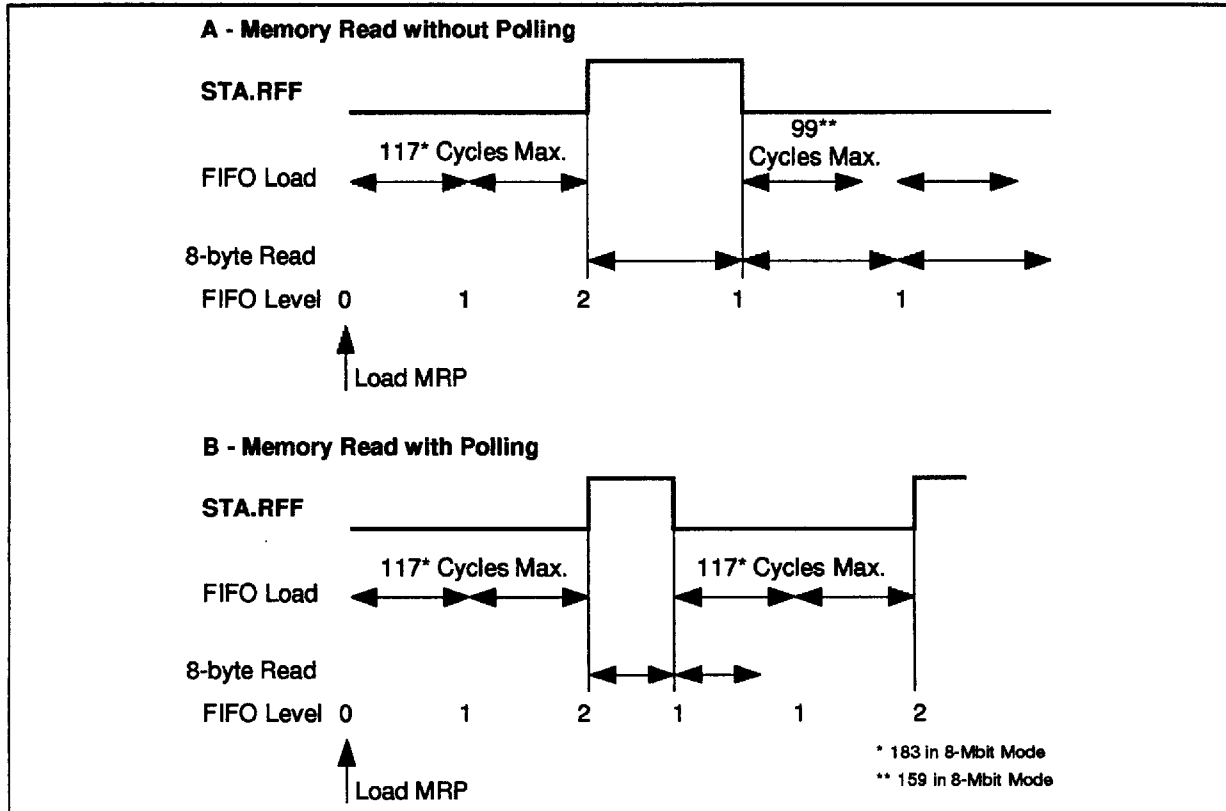 A - Memory Read without Polling
STA.RFF
117* Cycles Max.
99**
Cycles Max.
FIFO Load
8-byte Read
FIFO Level 0 1 2 1 1
Load MRP
B - Memory Read with Polling
STA.RFF
117* Cycles Max. 117* Cycles Max.
FIFO Load
8-byte Read
FIFO Level 0 1 2 1 1 2
* 183 in 8-Mbit Mode
** 159 in 8-Mbit Mode
Load MRP